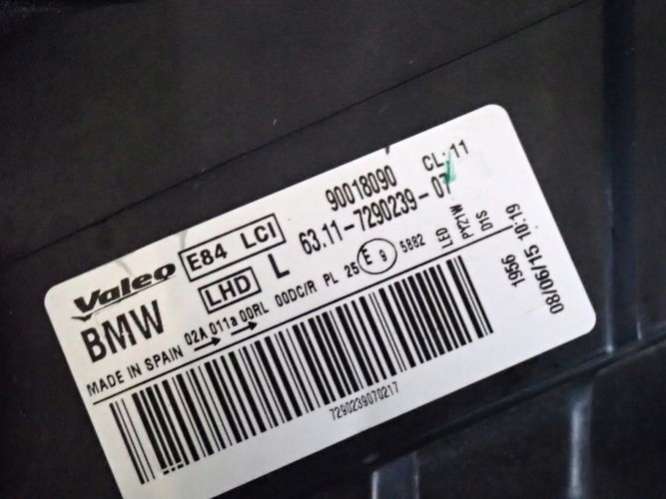 Valeo E84 LCI 90018090 CL:11
BMW LHD L 63.11-7290239-07
MADE IN SPAIN 02A 011a 00RL 00DC/R PL 25 E 9 5882 LED PY21W D1S
1956
08/06/15 10:19
7290239070217